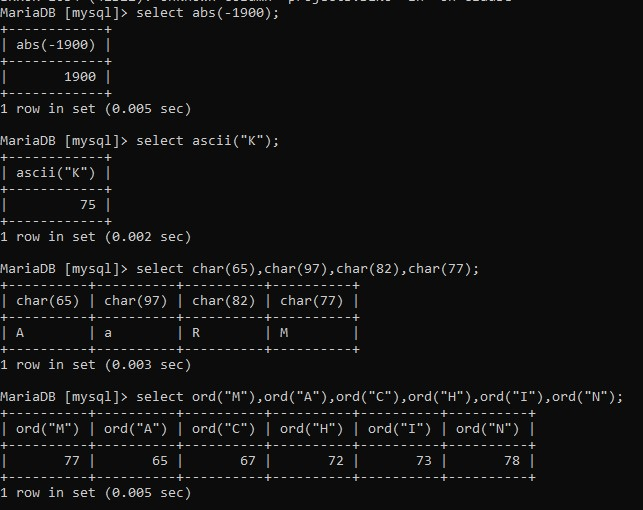 MariaDB [mysql]> select abs(-1900);
+------------+
| abs(-1900) |
+------------+
|       1900 |
+------------+
1 row in set (0.005 sec)
MariaDB [mysql]> select ascii("K");
+------------+
| ascii("K") |
+------------+
|         75 |
+------------+
1 row in set (0.002 sec)
MariaDB [mysql]> select char(65),char(97),char(82),char(77);
+----------+----------+----------+----------+
| char(65) | char(97) | char(82) | char(77) |
+----------+----------+----------+----------+
| A        | a        | R        | M        |
+----------+----------+----------+----------+
1 row in set (0.003 sec)
MariaDB [mysql]> select ord("M"),ord("A"),ord("C"),ord("H"),ord("I"),ord("N");
+----------+----------+----------+----------+----------+----------+
| ord("M") | ord("A") | ord("C") | ord("H") | ord("I") | ord("N") |
+----------+----------+----------+----------+----------+----------+
|       77 |       65 |       67 |       72 |       73 |       78 |
+----------+----------+----------+----------+----------+----------+
1 row in set (0.005 sec)